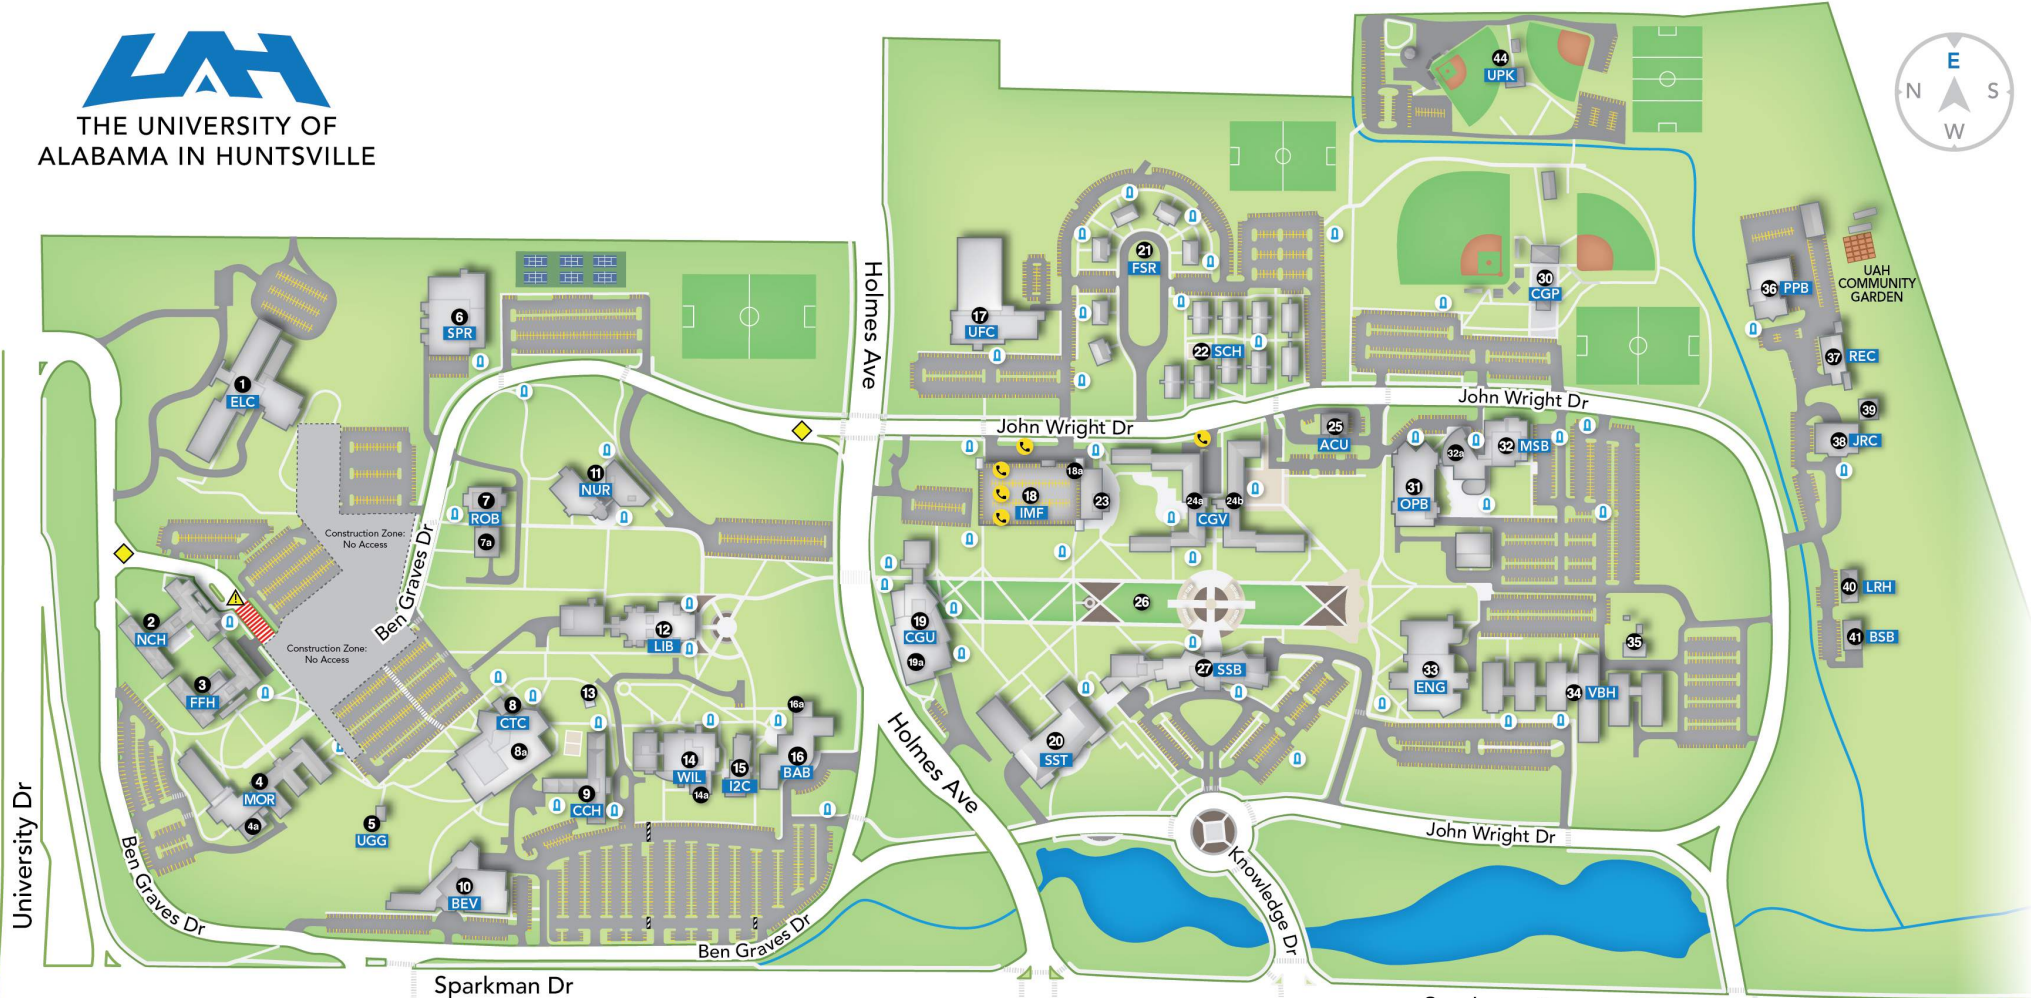 UAH
THE UNIVERSITY OF
ALABAMA IN HUNTSVILLE
E
N
S
W
44
UPK
UAH
COMMUNITY
GARDEN
36 PPB
37 REC
39
38 JRC
40 LRH
41 BSB
30
CGP
21
FSR
22 SCH
17
UFC
Holmes Ave
John Wright Dr
John Wright Dr
6
SPR
1
ELC
11
NUR
7
ROB
7a
Construction Zone:
No Access
Construction Zone:
No Access
Ben Graves Dr
2
NCH
3
FFH
4
MOR
4a
5
UGG
12
LIB
13
8
CTC
8a
9
CCH
14
WIL
14a
15
I2C
16a
16
BAB
10
BEV
18a
18
IMF
23
24a
24b
CGV
25
ACU
31
OPB
32a
32 MSB
19
CGU
19a
26
27 SSB
20
SST
33
ENG
34 VBH
35
Holmes Ave
John Wright Dr
Knowledge Dr
University Dr
Ben Graves Dr
Ben Graves Dr
Sparkman Dr